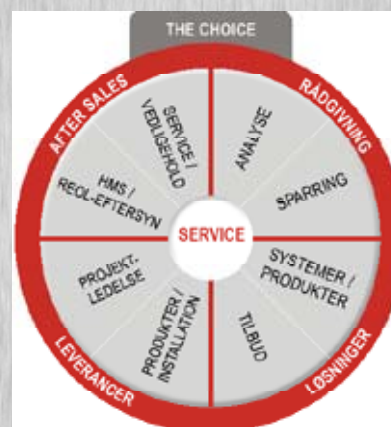 THE CHOICE
RÅDGIVNING
ANALYSE
SPARRING
LØSNINGER
SYSTEMER /
PRODUKTER
TILBUD
LEVERANCER
PRODUKTER /
INSTALLATION
PROJEKT-
LEDELSE
AFTER SALES
HMS /
REOL-EFTERSYN
SERVICE /
VEDLIGEHOLD
SERVICE